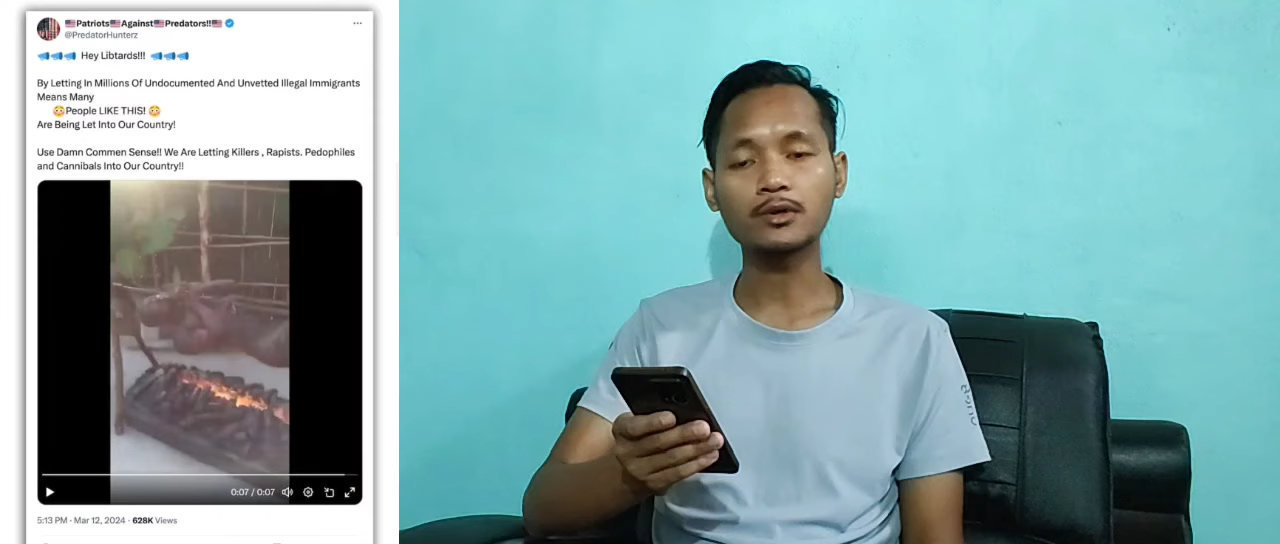 🇺🇸Patriots🇺🇸Against🇺🇸Predators!!🇺🇸
@PredatorHunterz
📣📣📣 Hey Libtards!!! 📣📣📣
By Letting In Millions Of Undocumented And Unvetted Illegal Immigrants
Means Many
😳People LIKE THIS! 😳
Are Being Let Into Our Country!
Use Damn Commen Sense!! We Are Letting Killers , Rapists. Pedophiles
and Cannibals Into Our Country!!
0:07 / 0:07
5:13 PM · Mar 12, 2024 · 628K Views